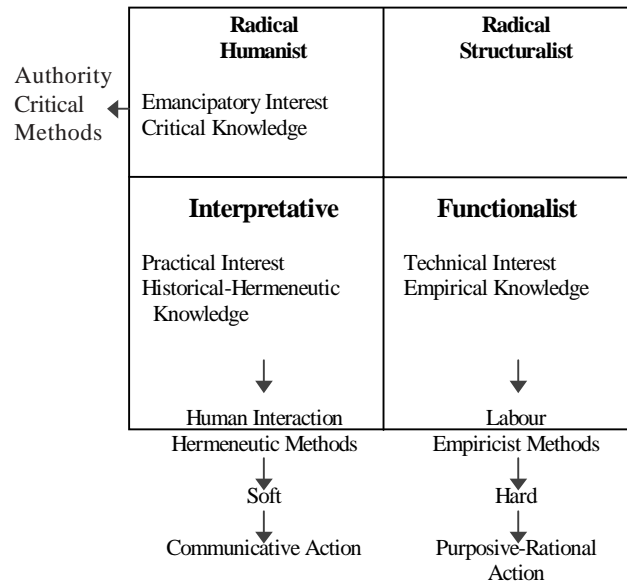 Radical
Humanist
Radical
Structuralist
Authority
Critical
Methods
Emancipatory Interest
Critical Knowledge
Interpretative
Functionalist
Practical Interest
Historical-Hermeneutic
Knowledge
Technical Interest
Empirical Knowledge
Human Interaction
Hermeneutic Methods
Labour
Empiricist Methods
Soft
Hard
Communicative Action
Purposive-Rational
Action